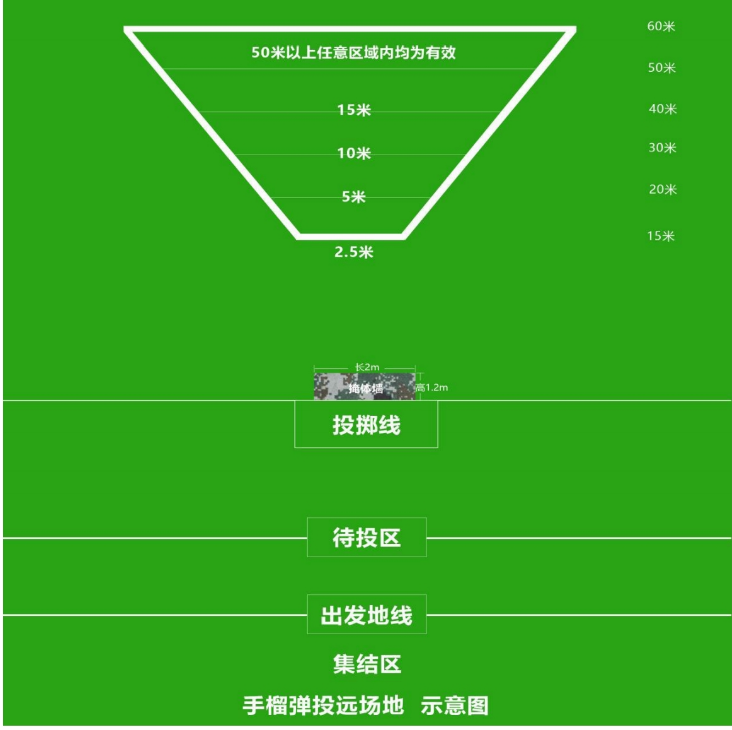 60米
50米以上任意区域内均为有效
50米
15米
40米
10米
30米
5米
20米
15米
2.5米
长2m
掩体墙
高1.2m
投掷线
待投区
出发地线
集结区
手榴弹投远场地 示意图